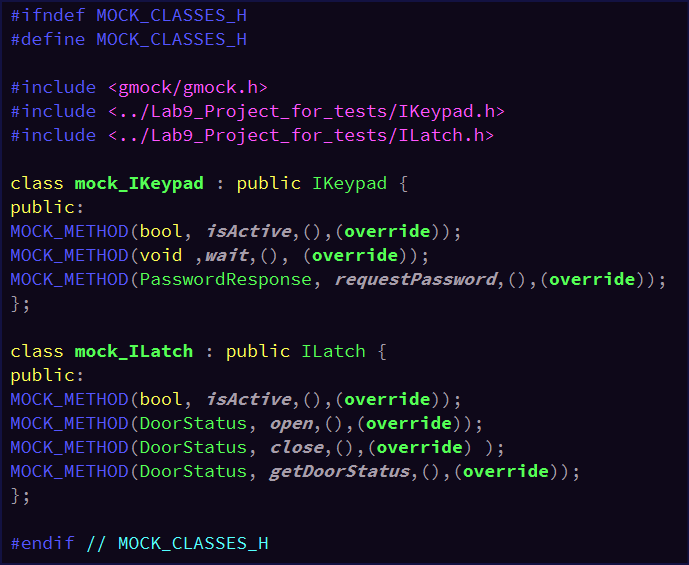 #ifndef MOCK_CLASSES_H
#define MOCK_CLASSES_H

#include <gmock/gmock.h>
#include <../Lab9_Project_for_tests/IKeypad.h>
#include <../Lab9_Project_for_tests/ILatch.h>

class mock_IKeypad : public IKeypad {
public:
MOCK_METHOD(bool, isActive,(),(override));
MOCK_METHOD(void ,wait,(), (override));
MOCK_METHOD(PasswordResponse, requestPassword,(),(override));
};

class mock_ILatch : public ILatch {
public:
MOCK_METHOD(bool, isActive,(),(override));
MOCK_METHOD(DoorStatus, open,(),(override));
MOCK_METHOD(DoorStatus, close,(),(override) );
MOCK_METHOD(DoorStatus, getDoorStatus,(),(override));
};

#endif // MOCK_CLASSES_H